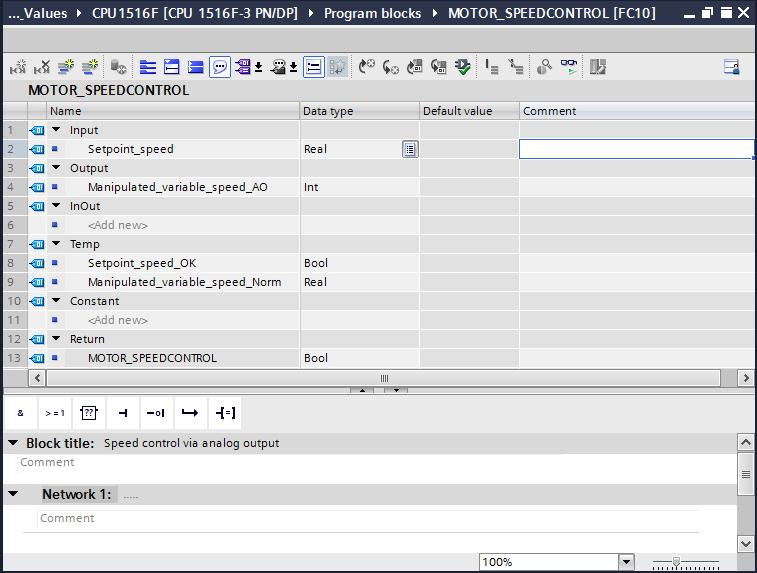 ..._Values CPU1516F [CPU 1516F-3 PN/DP] Program blocks MOTOR_SPEEDCONTROL [FC10]
MOTOR_SPEEDCONTROL
Name Data type Default value Comment
1 Input
2 Setpoint_speed Real
3 Output
4 Manipulated_variable_speed_AO Int
5 InOut
6 <Add new>
7 Temp
8 Setpoint_speed_OK Bool
9 Manipulated_variable_speed_Norm Real
10 Constant
11 <Add new>
12 Return
13 MOTOR_SPEEDCONTROL Bool
& >=1 ??
Block title: Speed control via analog output
Comment
Network 1: .....
Comment
100%